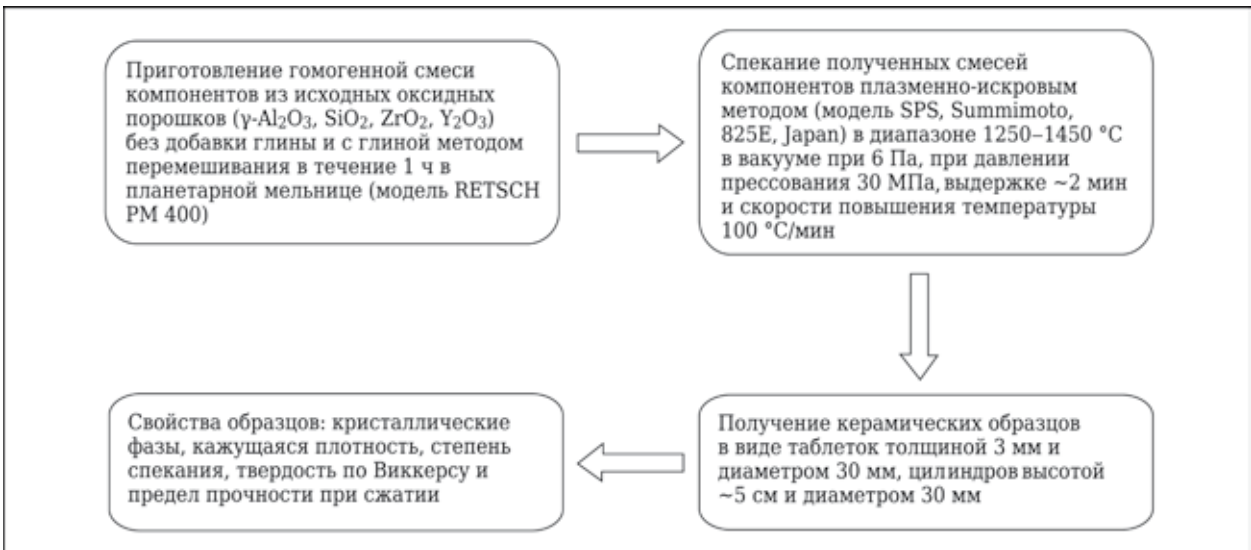 Приготовление гомогенной смеси
компонентов из исходных оксидных
порошков (γ-Al₂O₃, SiO₂, ZrO₂, Y₂O₃)
без добавки глины и с глиной методом
перемешивания в течение 1 ч в
планетарной мельнице (модель RETSCH
PM 400)
Спекание полученных смесей
компонентов плазменно-искровым
методом (модель SPS, Summimoto,
825E, Japan) в диапазоне 1250–1450 °C
в вакууме при 6 Па, при давлении
прессования 30 МПа, выдержке ~2 мин
и скорости повышения температуры
100 °C/мин
Получение керамических образцов
в виде таблеток толщиной 3 мм и
диаметром 30 мм, цилиндров высотой
~5 см и диаметром 30 мм
Свойства образцов: кристаллические
фазы, кажущаяся плотность, степень
спекания, твердость по Виккерсу и
предел прочности при сжатии